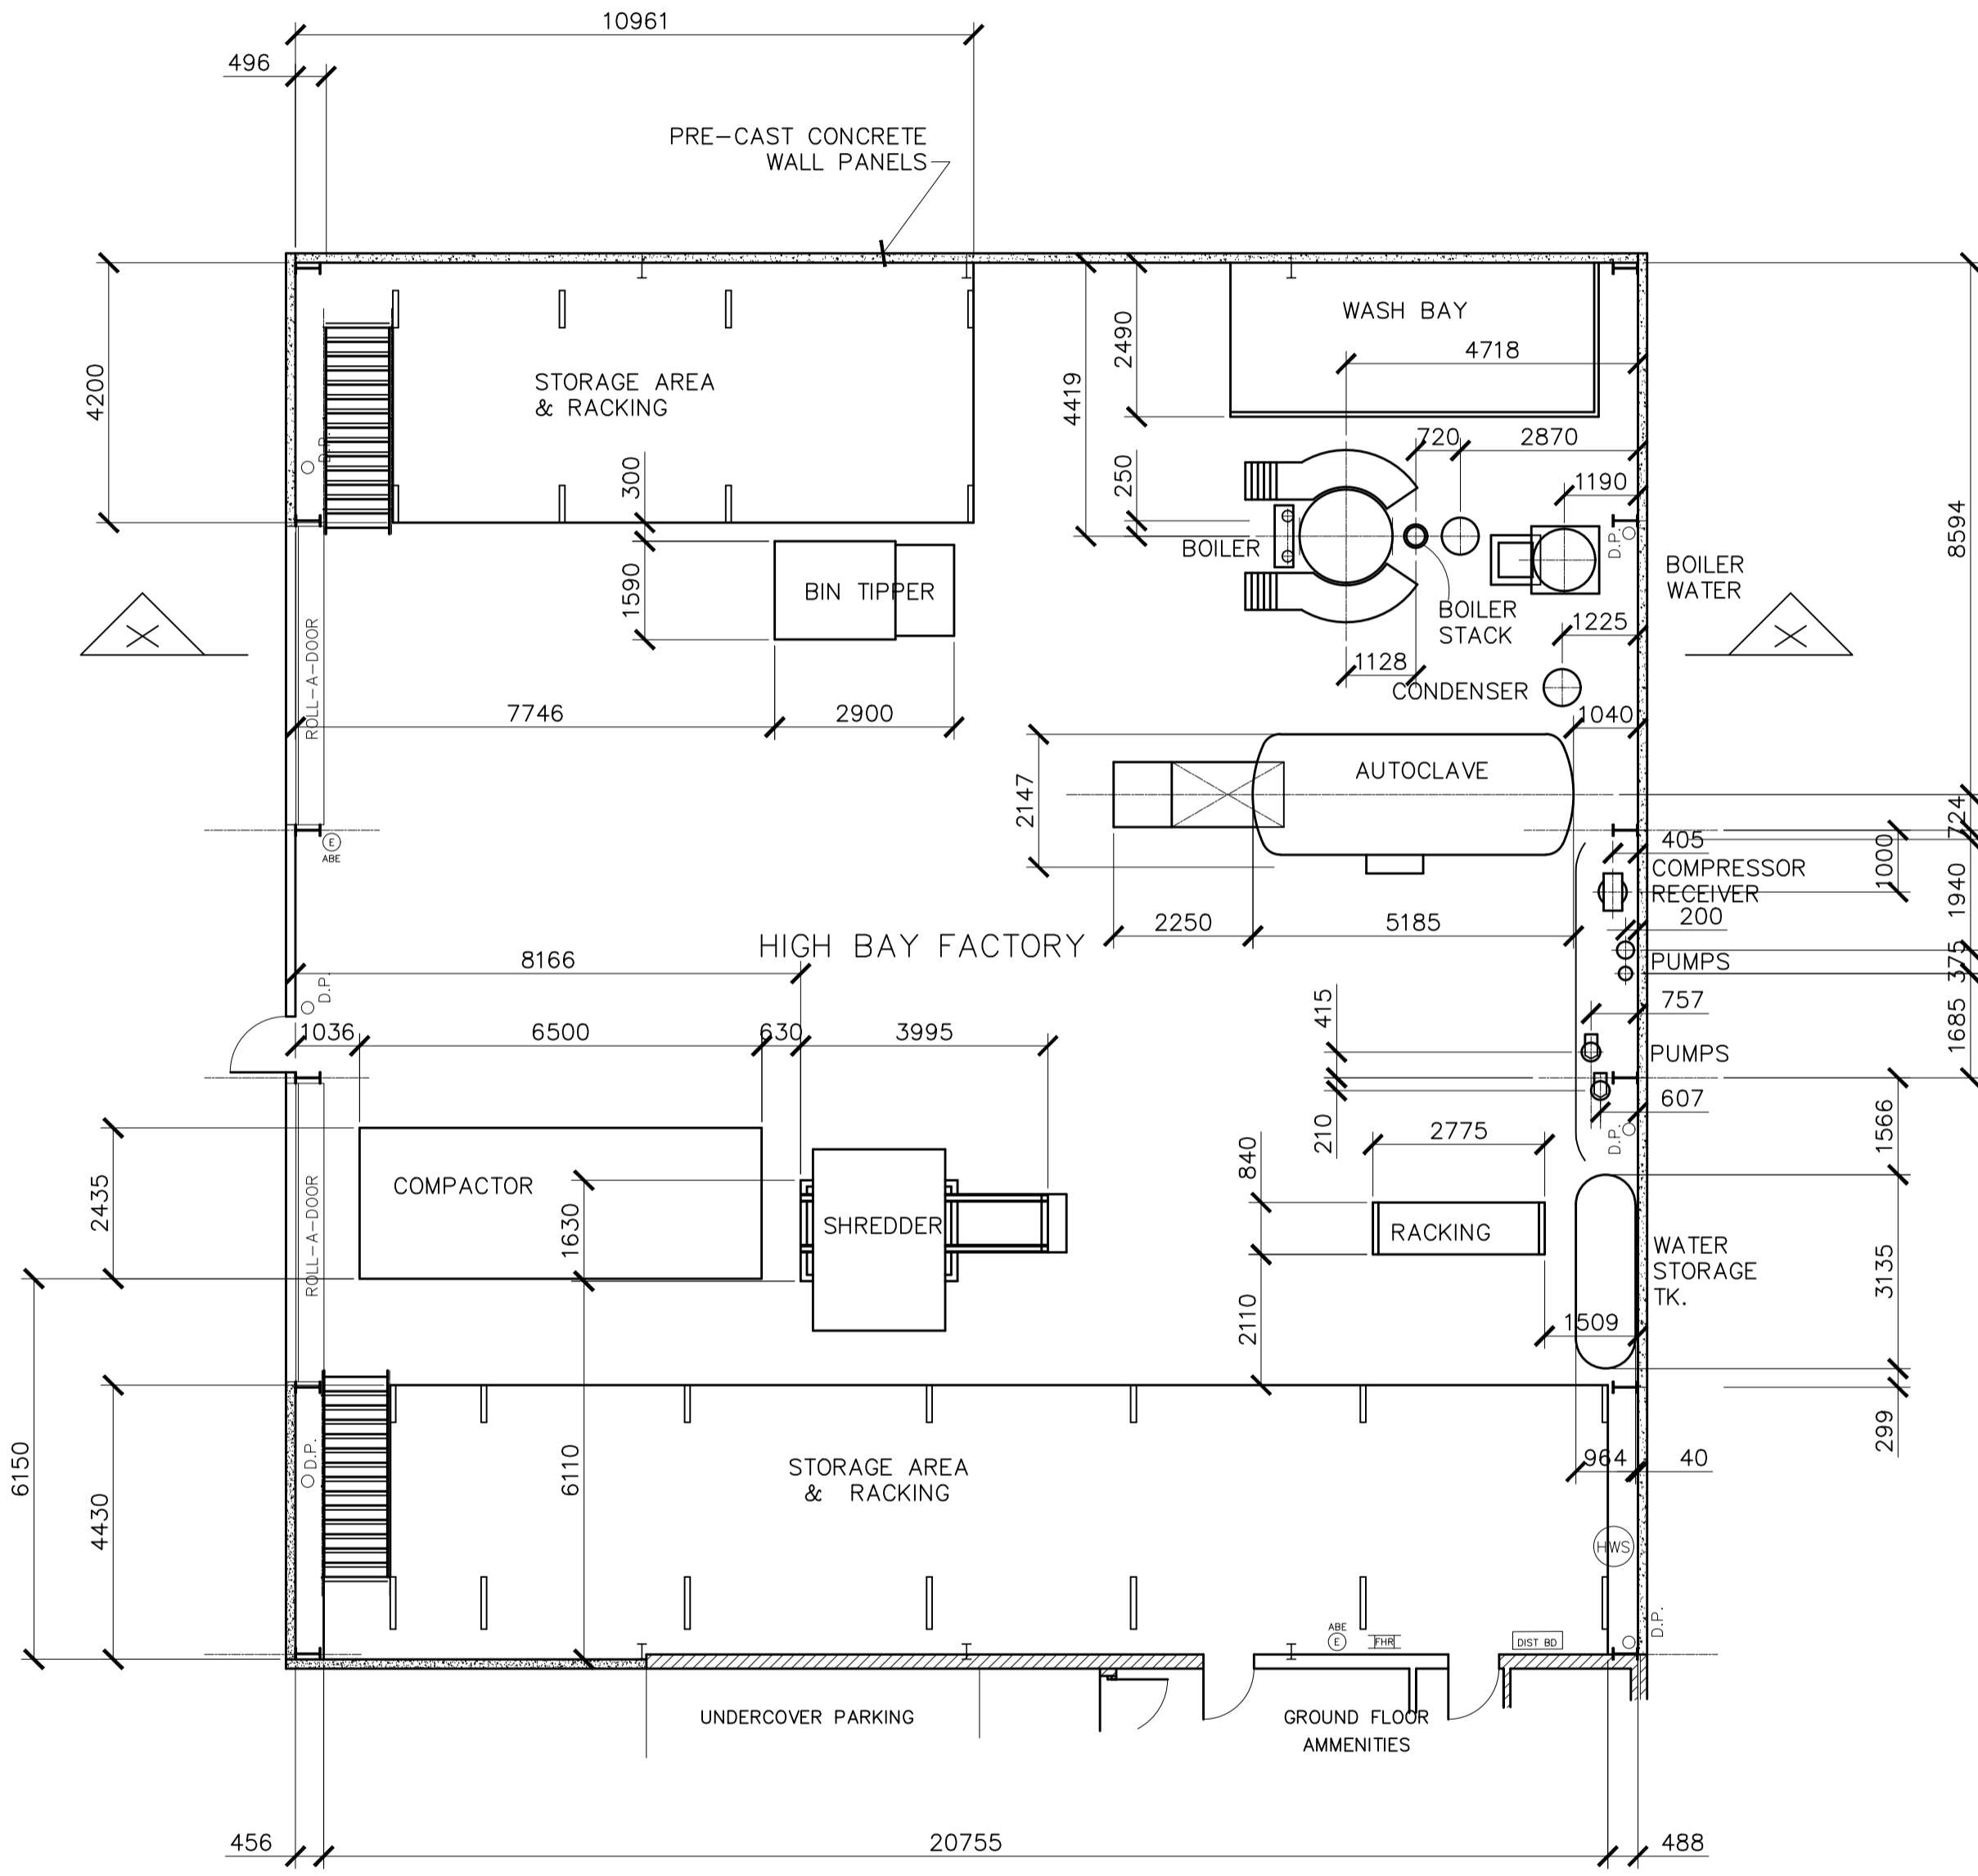 10961
496
PRE-CAST CONCRETE
WALL PANELS
4200
STORAGE AREA
& RACKING
D.P.
300
1590
BIN TIPPER
ROLL-A-DOOR
7746
2900
WASH BAY
2490
4419
4718
250
720
2870
1190
BOILER
D.P.
BOILER
WATER
BOILER
STACK
1225
1128
CONDENSER
1040
8594
AUTOCLAVE
2147
724
405
COMPRESSOR
RECEIVER
1000
1940
200
2250
5185
E
ABE
HIGH BAY FACTORY
8166
D.P.
PUMPS
375
757
415
1685
1036
6500
630
3995
PUMPS
210
607
D.P.
1566
2435
COMPACTOR
ROLL-A-DOOR
1630
SHREDDER
2775
840
RACKING
2110
WATER
STORAGE
TK.
3135
1509
299
964
40
6150
4430
D.P.
6110
STORAGE AREA
& RACKING
HWS
ABE
E
FHR
DIST BD
D.P.
UNDERCOVER PARKING
GROUND FLOOR
AMMENITIES
456
20755
488